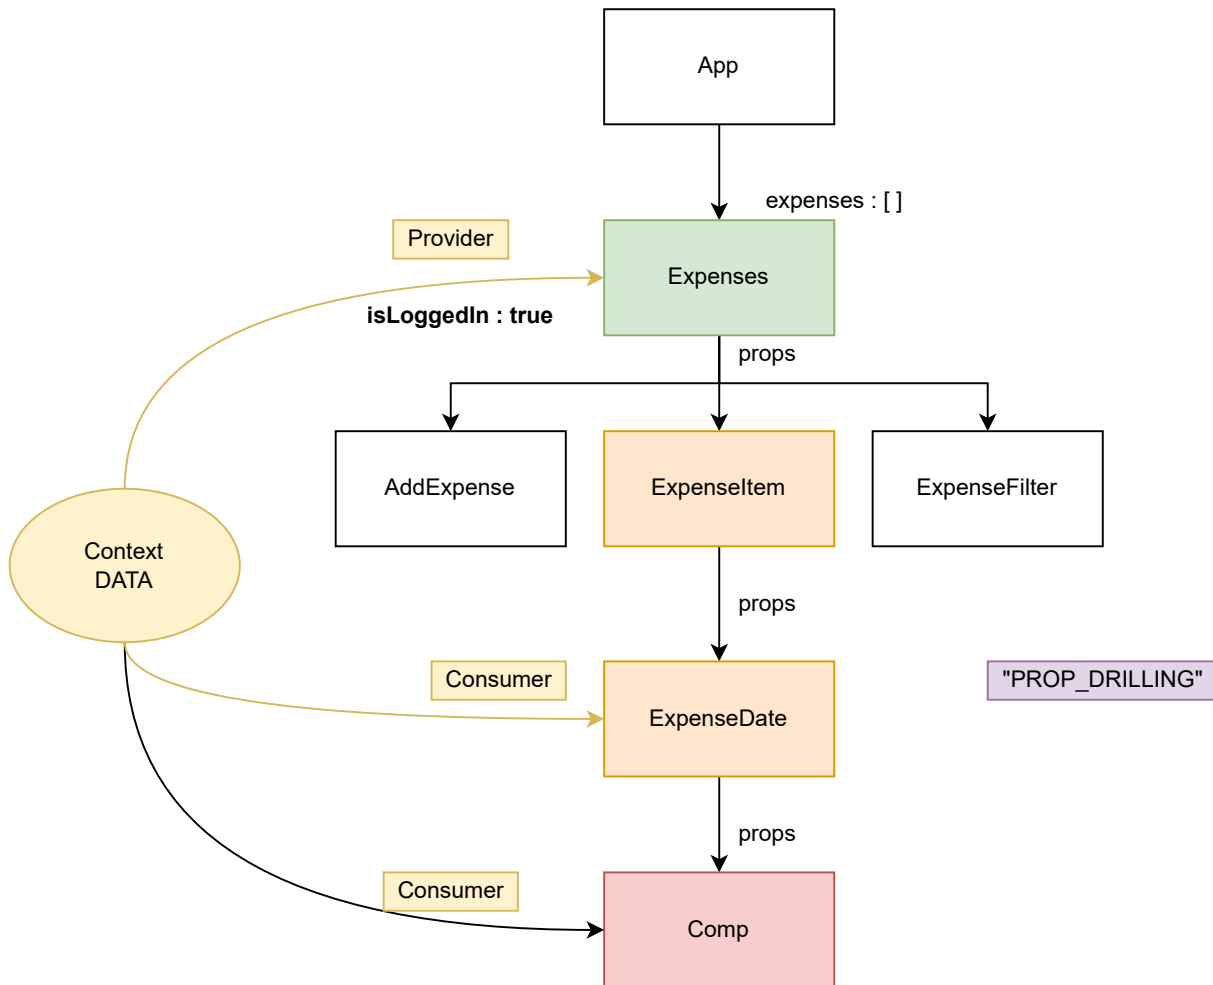 App
expenses : [ ]
Provider
Expenses
isLoggedIn : true
props
AddExpense
ExpenseItem
ExpenseFilter
Context
DATA
props
Consumer
"PROP_DRILLING"
ExpenseDate
props
Consumer
Comp